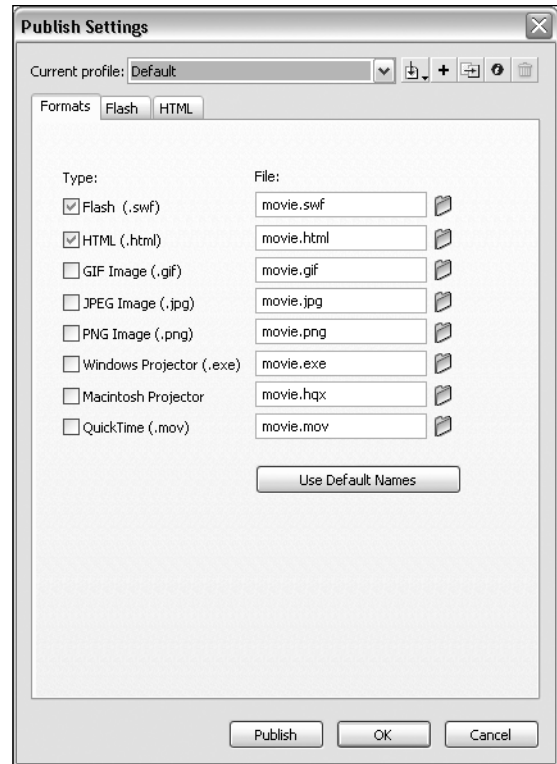 Publish Settings
Current profile: Default
Formats Flash HTML
Type: File:
Flash (.swf) movie.swf
HTML (.html) movie.html
GIF Image (.gif) movie.gif
JPEG Image (.jpg) movie.jpg
PNG Image (.png) movie.png
Windows Projector (.exe) movie.exe
Macintosh Projector movie.hqx
QuickTime (.mov) movie.mov
Use Default Names
Publish OK Cancel